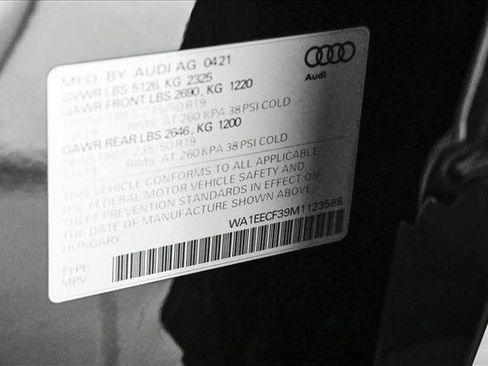 MFD. BY AUDI AG 0421
Audi
GVWR LBS 5126, KG 2325
GAWR FRONT LBS 2690, KG 1220
RIMS, AT 260 KPA 38 PSI COLD
GAWR REAR LBS 2646, KG 1200
RIMS, AT 260 KPA 38 PSI COLD
THIS VEHICLE CONFORMS TO ALL APPLICABLE
U.S. FEDERAL MOTOR VEHICLE SAFETY AND
THEFT PREVENTION STANDARDS IN EFFECT ON
THE DATE OF MANUFACTURE SHOWN ABOVE.
HUNGARY
WA1EECF39M1123588
TYPE
MPV